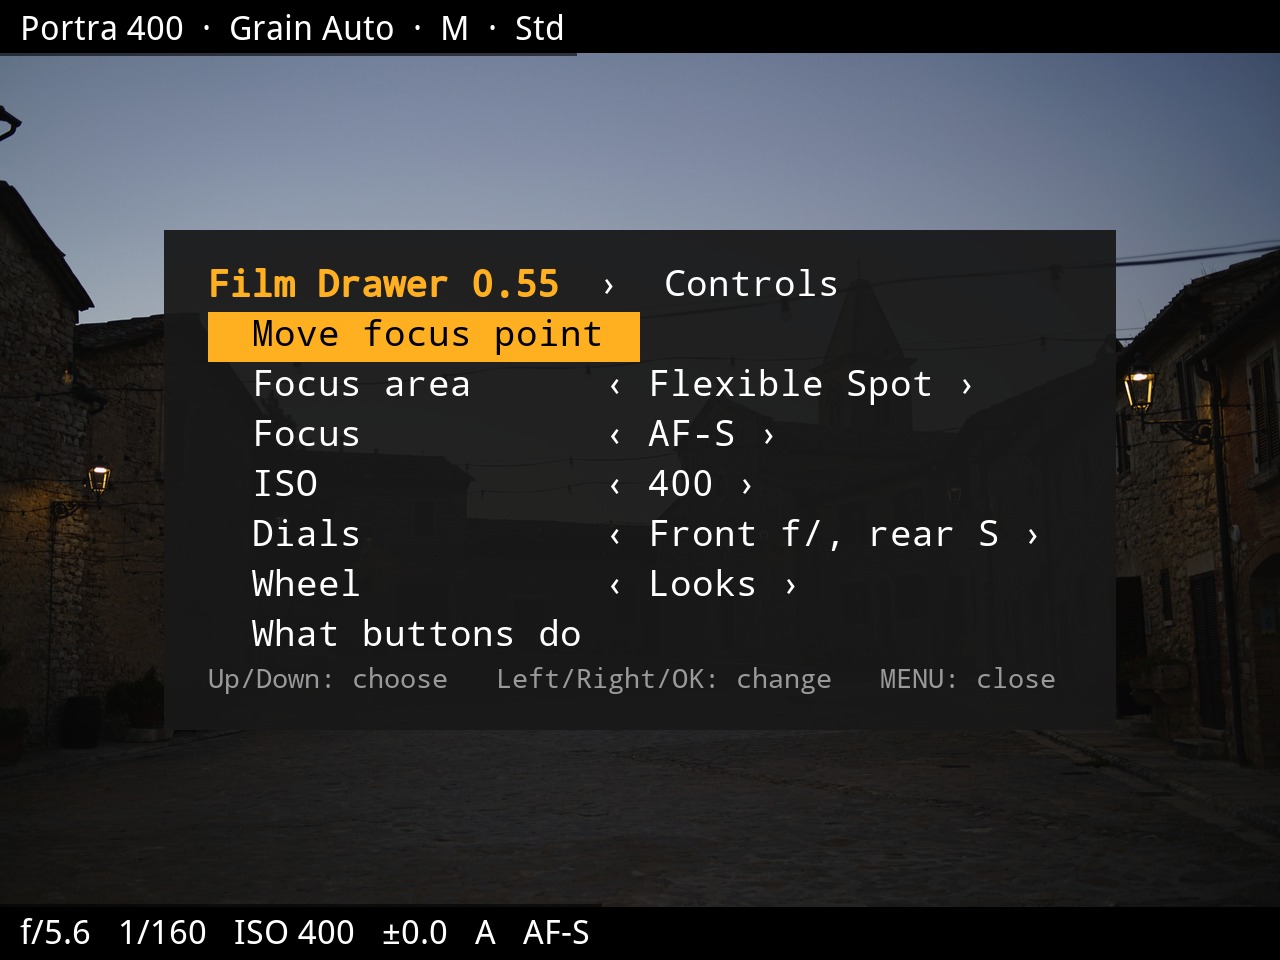 Portra 400 · Grain Auto · M · Std
Film Drawer 0.55 › Controls
Move focus point
Focus area ‹ Flexible Spot ›
Focus ‹ AF-S ›
ISO ‹ 400 ›
Dials ‹ Front f/, rear S ›
Wheel ‹ Looks ›
What buttons do
Up/Down: choose Left/Right/OK: change MENU: close
f/5.6 1/160 ISO 400 ±0.0 A AF-S